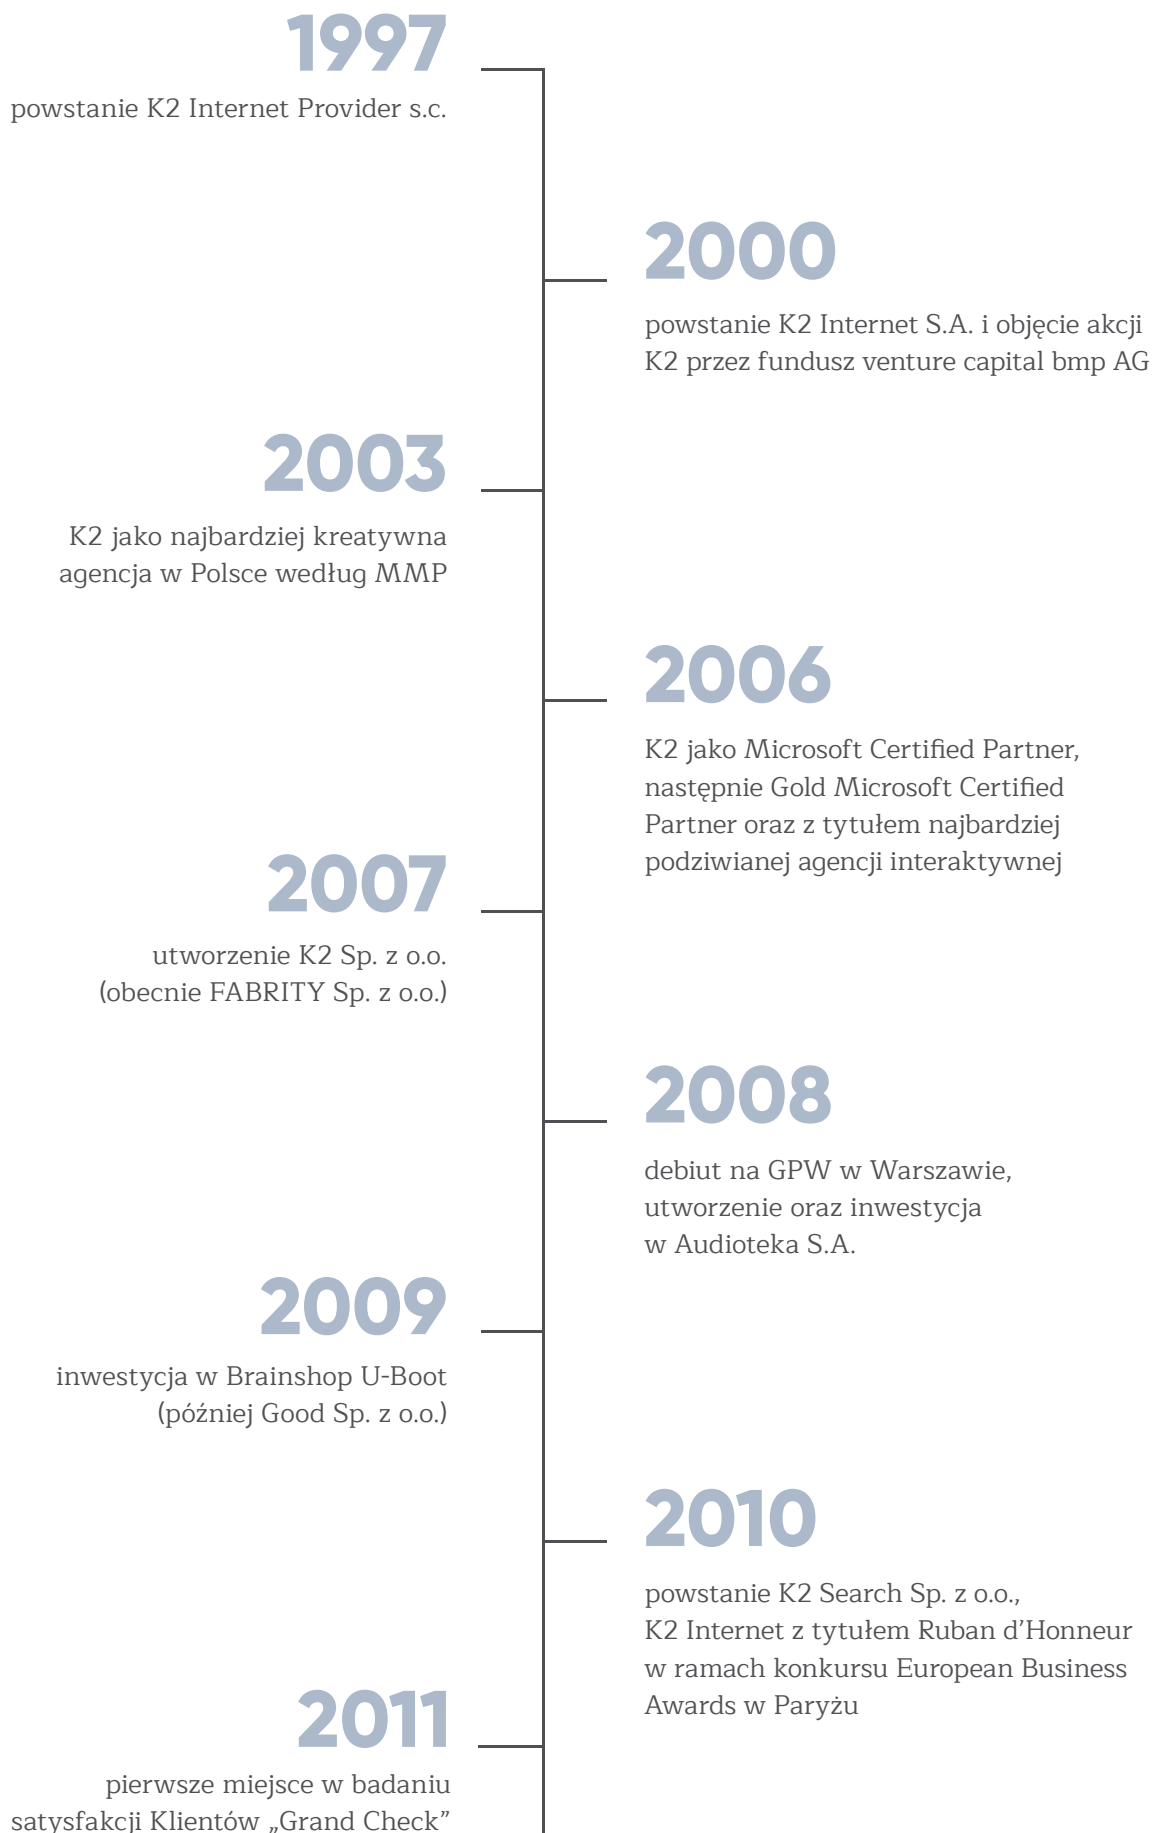 1997
powstanie K2 Internet Provider s.c.
2000
powstanie K2 Internet S.A. i objęcie akcji
K2 przez fundusz venture capital bmp AG
2003
K2 jako najbardziej kreatywna
agencja w Polsce według MMP
2006
K2 jako Microsoft Certified Partner,
następnie Gold Microsoft Certified
Partner oraz z tytułem najbardziej
podziwianej agencji interaktywnej
2007
utworzenie K2 Sp. z o.o.
(obecnie FABRITY Sp. z o.o.)
2008
debiut na GPW w Warszawie,
utworzenie oraz inwestycja
w Audioteka S.A.
2009
inwestycja w Brainshop U-Boot
(później Good Sp. z o.o.)
2010
powstanie K2 Search Sp. z o.o.,
K2 Internet z tytułem Ruban d’Honneur
w ramach konkursu European Business
Awards w Paryżu
2011
pierwsze miejsce w badaniu
satysfakcji Klientów „Grand Check”